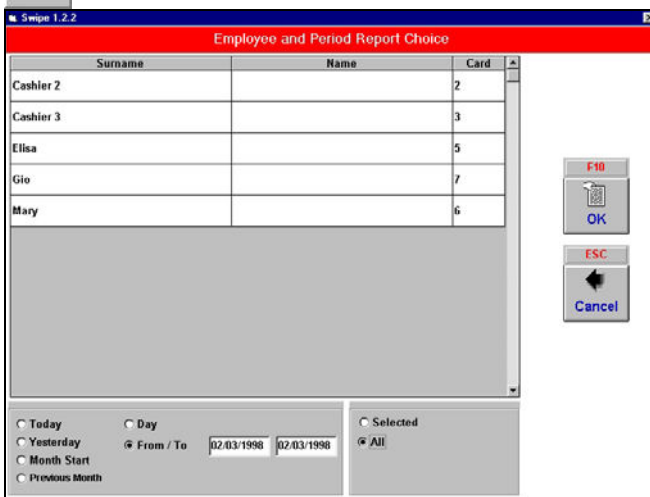 Swipe 1.2.2
Employee and Period Report Choice
Surname Name Card
Cashier 2 2
Cashier 3 3
Elisa 5
Gio 7
Mary 6
F10
OK
ESC
Cancel
Today Day Selected
Yesterday From / To 02/03/1998 02/03/1998 All
Month Start
Previous Month